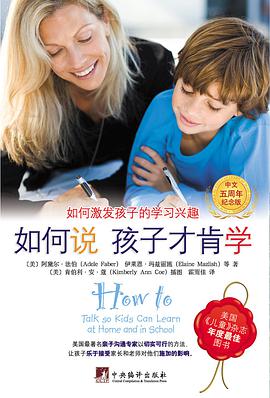 中文
五周年
纪念版
如何激发孩子的学习兴趣
如何说 孩子才肯学
(美)阿黛尔·法伯(Adele Faber) 伊莱恩·玛兹丽施(Elaine Mazlish)等 著
(美)肯伯利·安·蔻(Kimberly Ann Coe)插图 霍雨佳 译
How to
Talk so Kids Can Learn
at Home and in School
美国
《儿童》杂志
年度最佳
图书
美国最著名亲子沟通专家以切实可行的方法,
让孩子乐于接受家长和老师对他们施加的影响。
中央编译出版社
Central Compilation & Translation Press